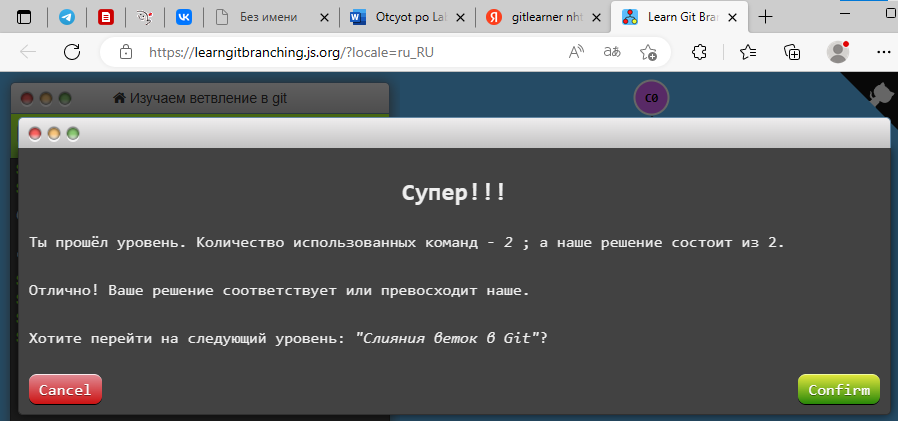 Без имени
Otcyot po Lal
gitlearner nht
Learn Git Bra
https://learngitbranching.js.org/?locale=ru_RU
C0
Изучаем ветвление в git
Супер!!!
Ты прошёл уровень. Количество использованных команд - 2 ; а наше решение состоит из 2.
Отлично! Ваше решение соответствует или превосходит наше.
Хотите перейти на следующий уровень: "Слияния веток в Git"?
Cancel
Confirm